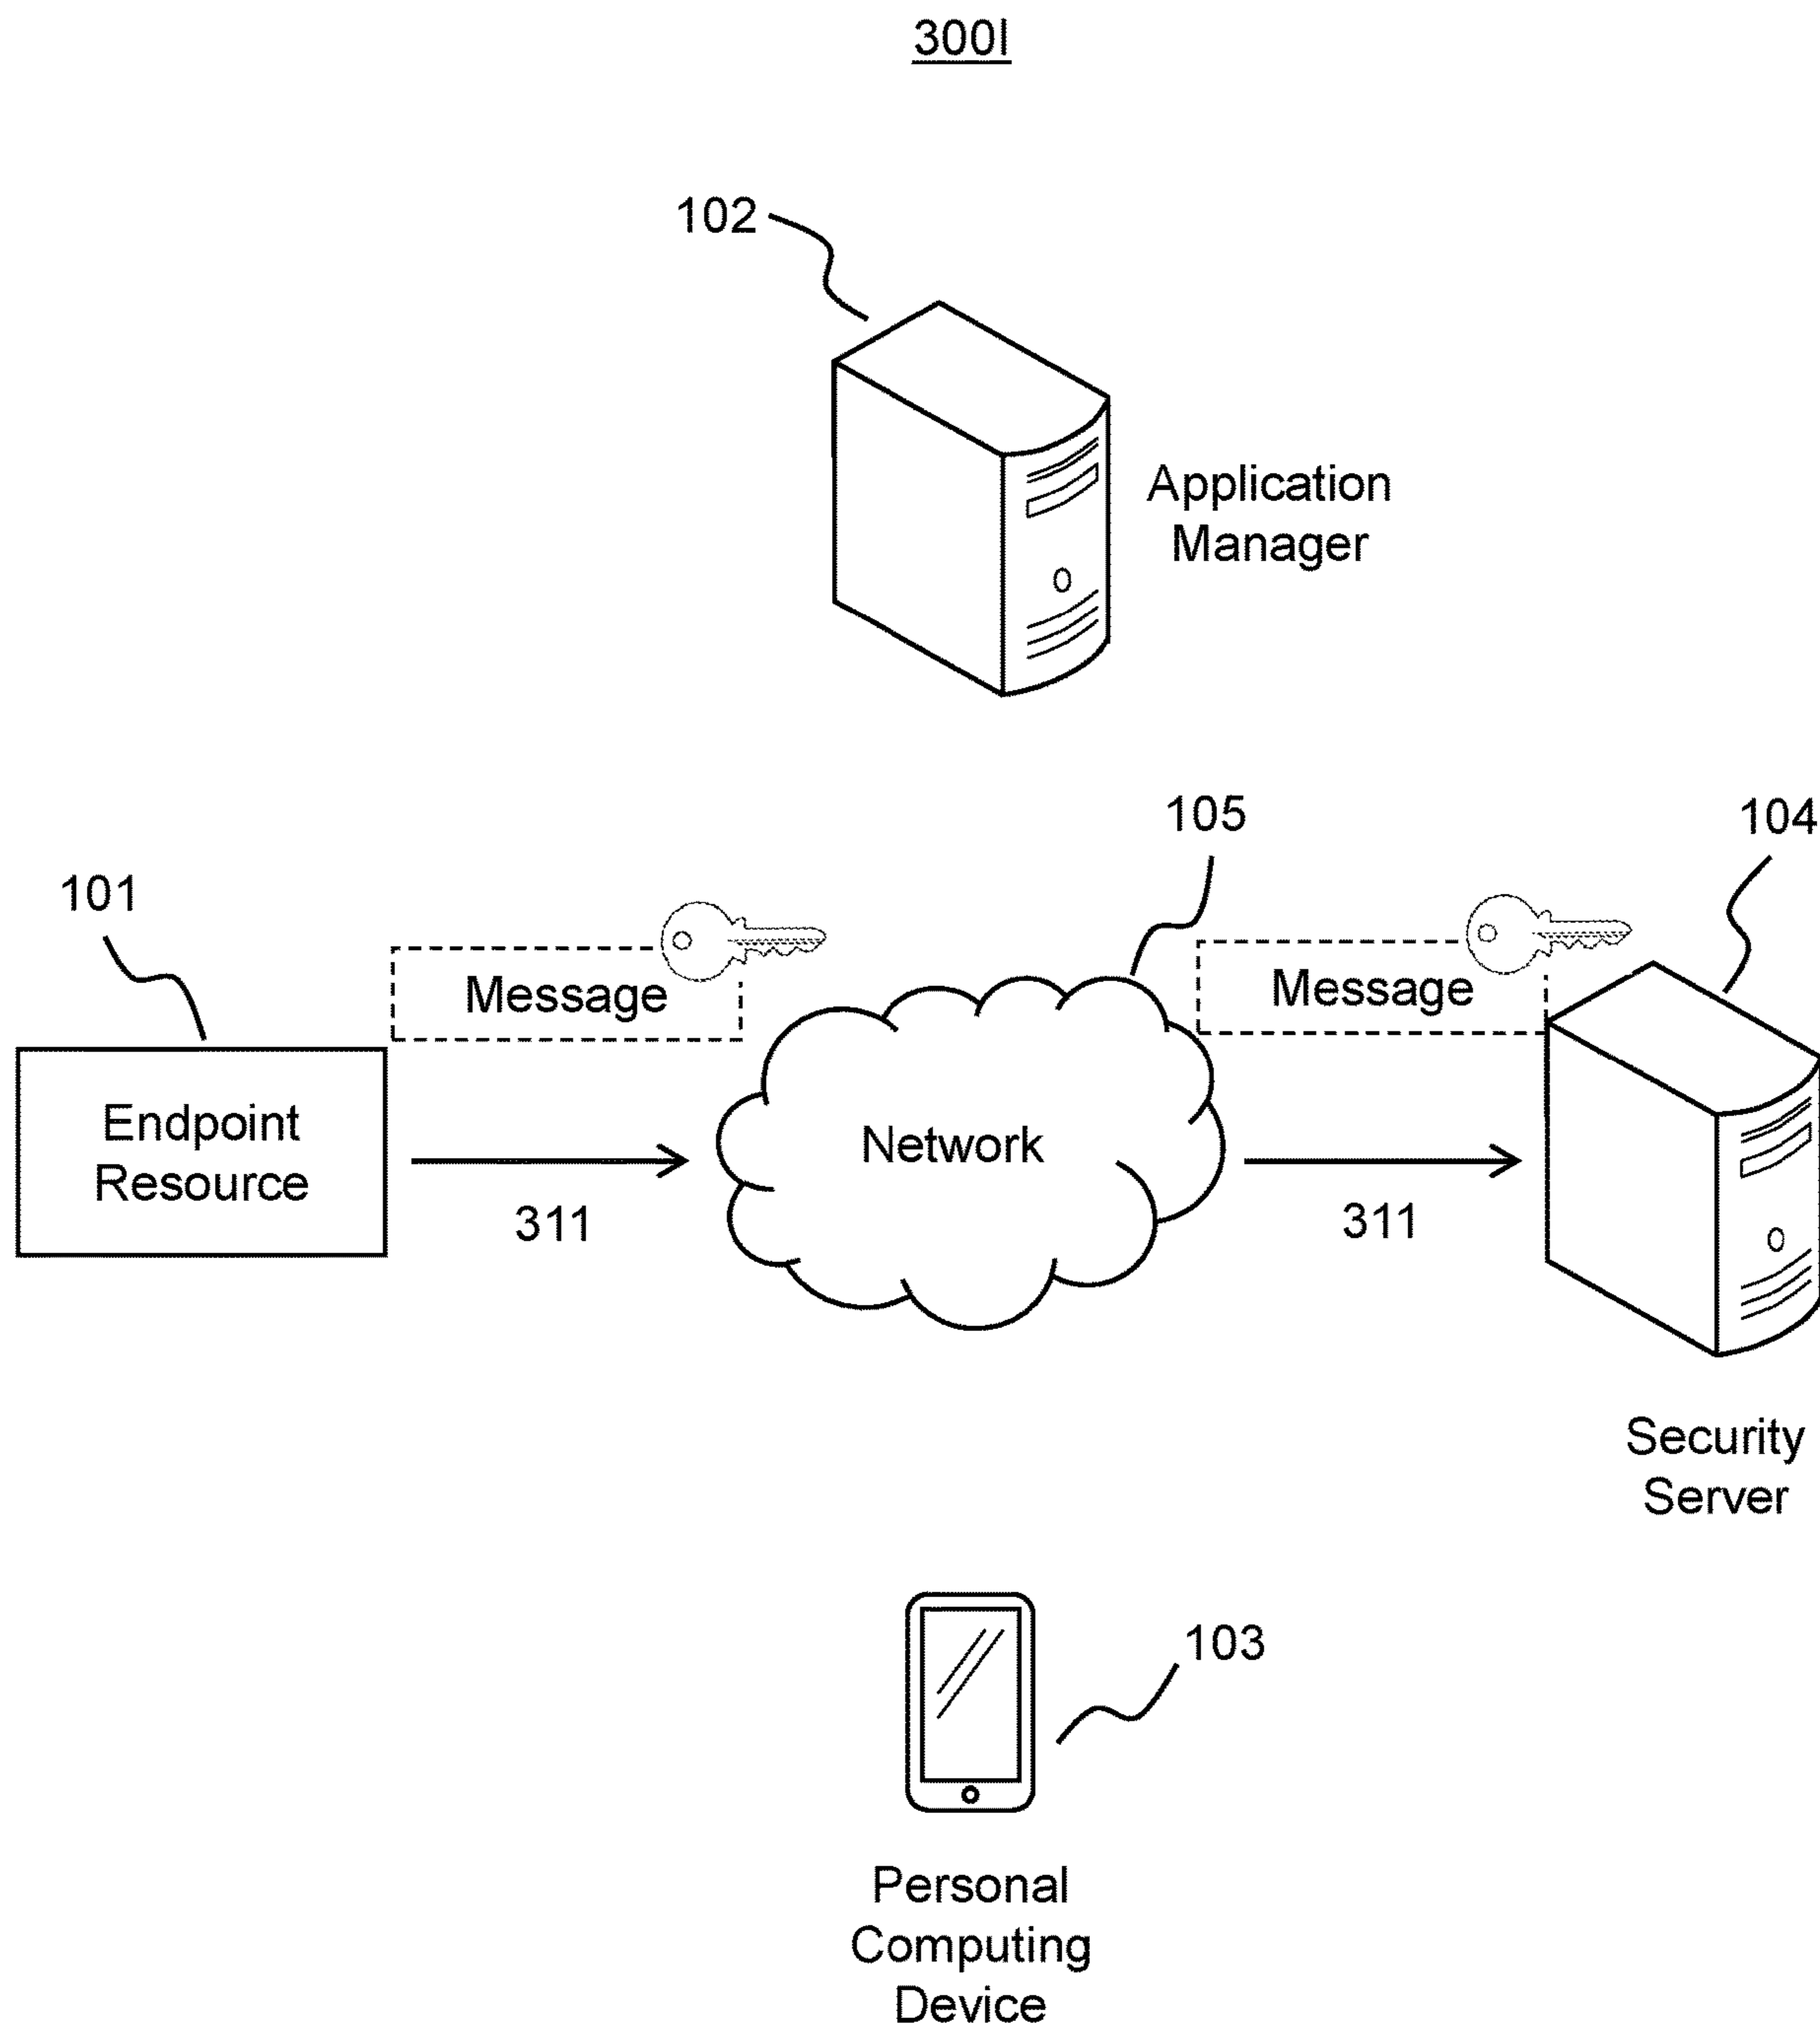 300I
102
Application
Manager
105
104
101
Message
Message
Endpoint
Resource
Network
311
311
Security
Server
103
Personal
Computing
Device